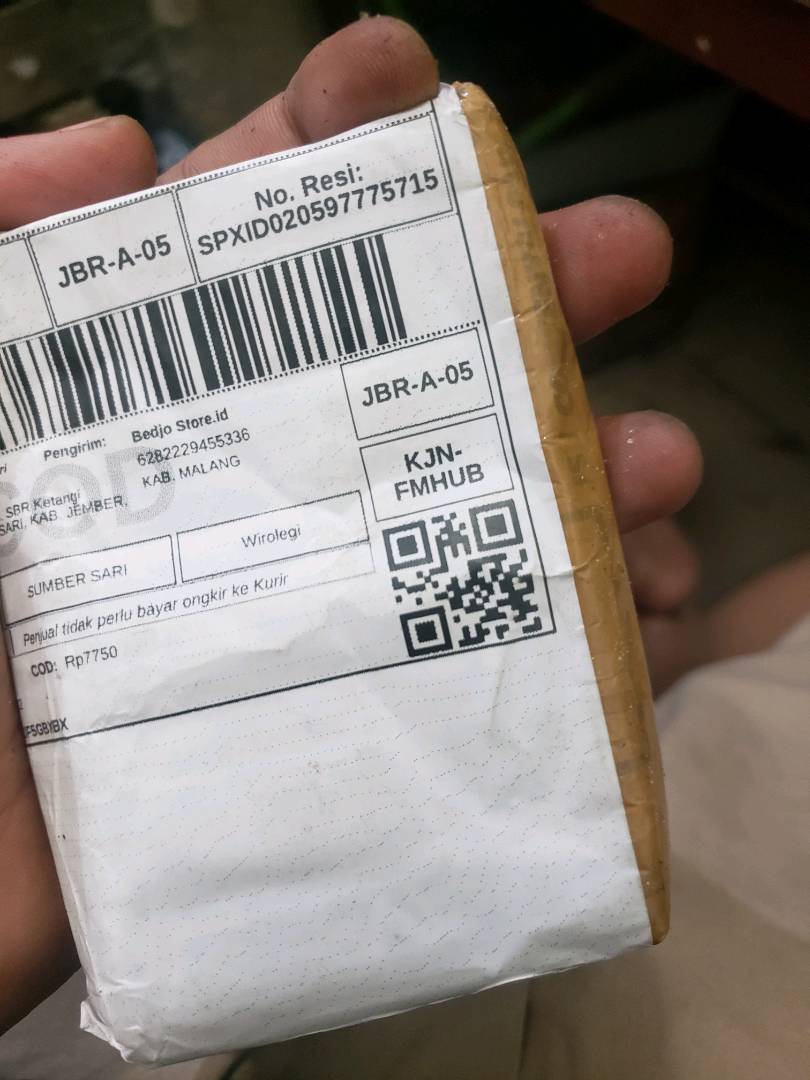 No. Resi:
JBR-A-05
SPXID020597775715
JBR-A-05
Pengirim: Bedjo Store.id
6282229455336
KAB. MALANG
KJN-
FMHUB
COD
SBR Ketangi
SARI, KAB. JEMBER,
SUMBER SARI
Wirolegi
Penjual tidak perlu bayar ongkir ke Kurir
COD: Rp7750